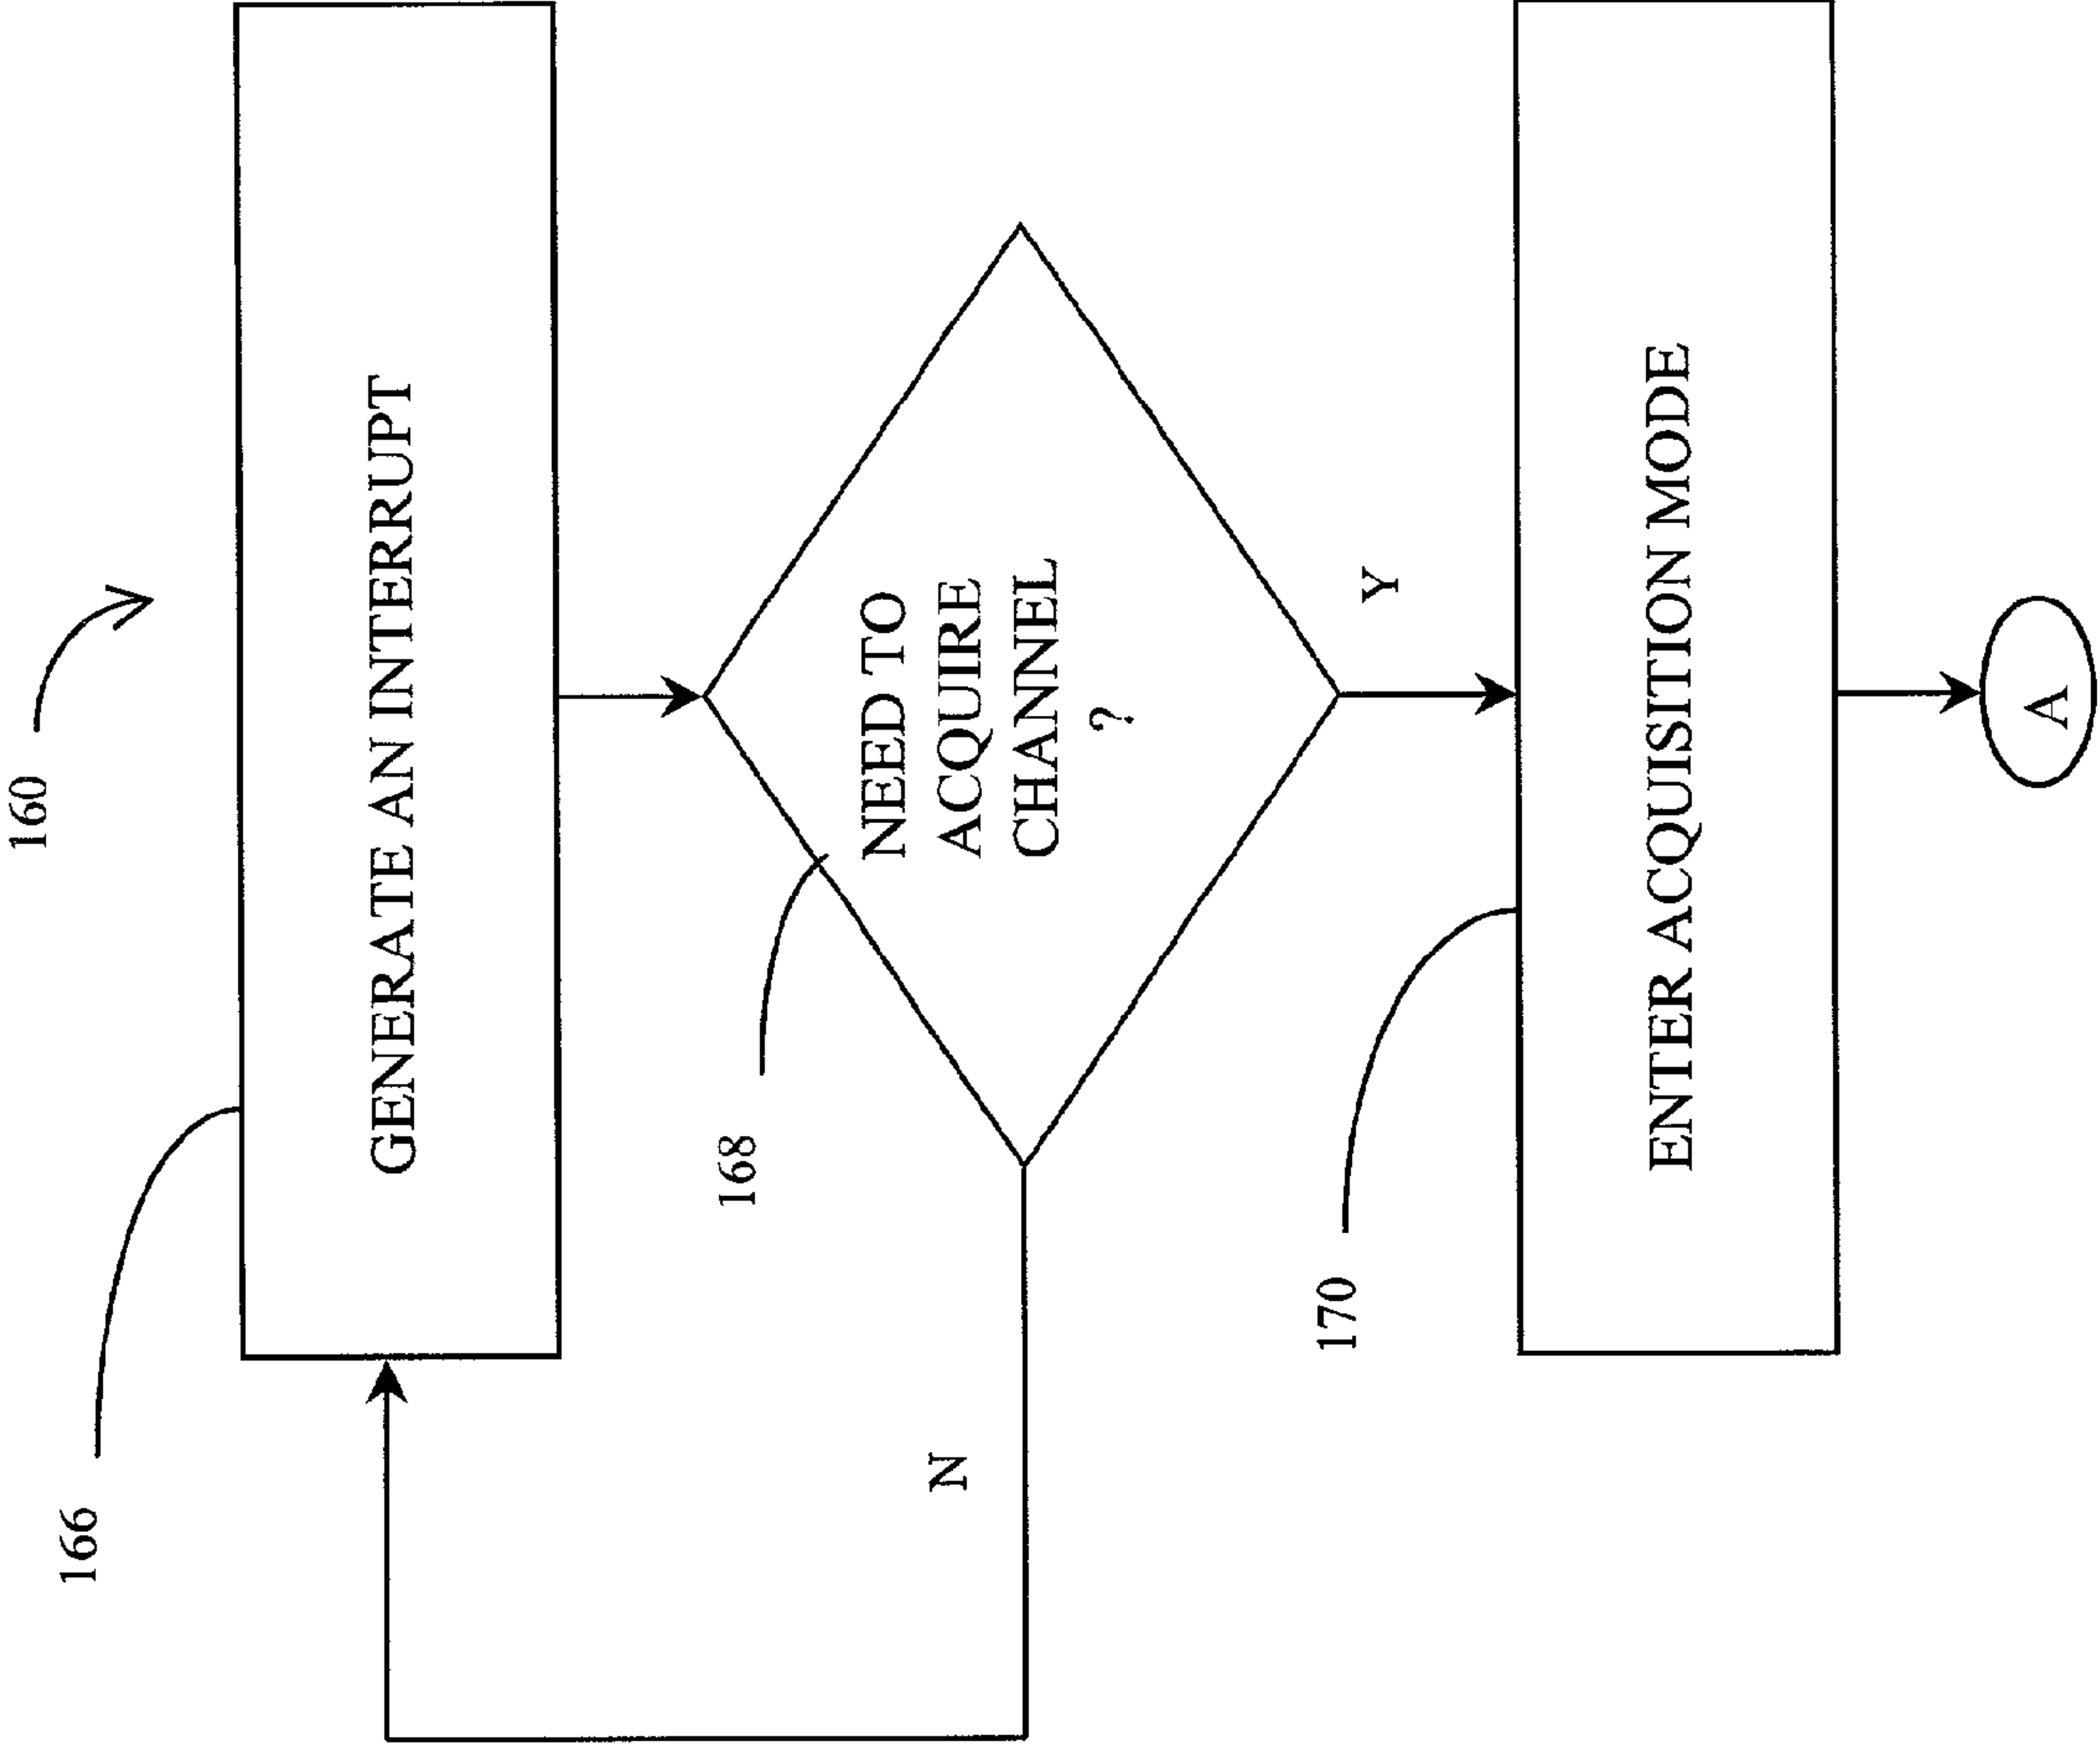 160
166
GENERATE AN INTERRUPT
168
NEED TO
ACQUIRE
CHANNEL
?
N
Y
170
ENTER ACQUISITION MODE
A